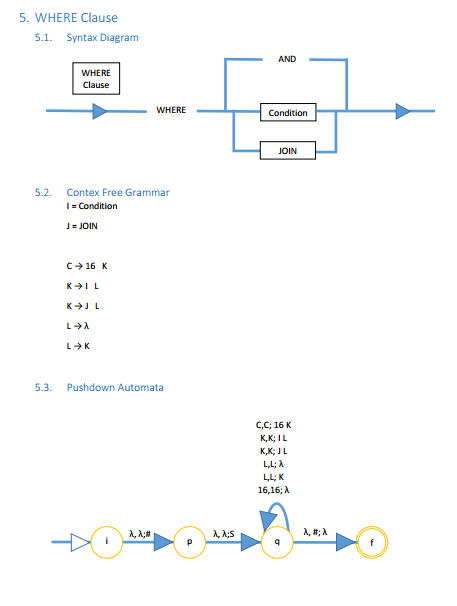 5. WHERE Clause
5.1. Syntax Diagram
AND
WHERE
Clause
WHERE
Condition
JOIN
5.2. Contex Free Grammar
I = Condition
J = JOIN
C → 16 K
K → I L
K → J L
L → λ
L → K
5.3. Pushdown Automata
C,C; 16 K
K,K; I L
K,K; J L
L,L; λ
L,L; K
16,16; λ
λ, λ;#
λ, λ;S
λ, #; λ
i
p
q
f